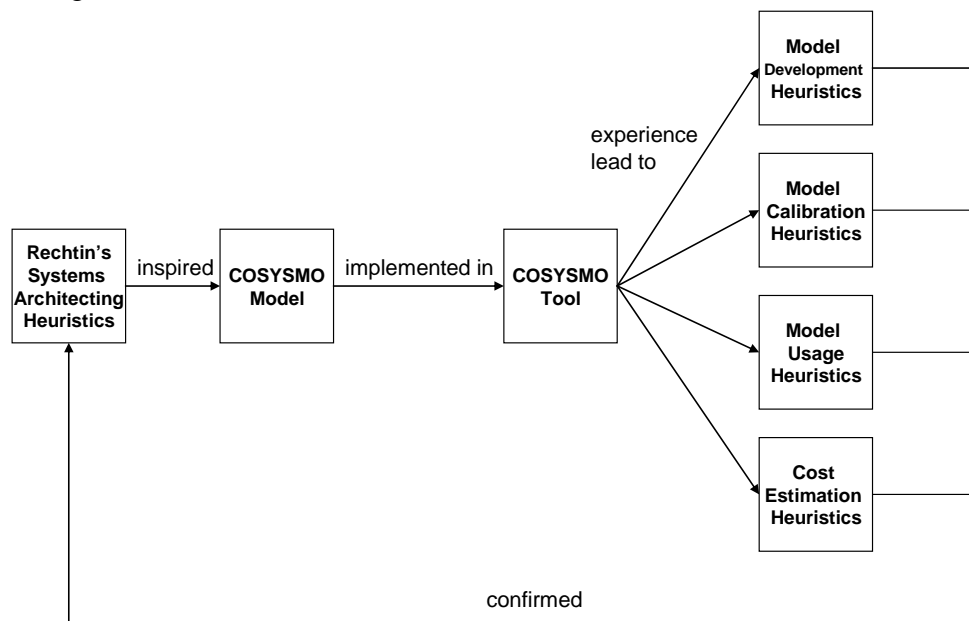 Model
Development
Heuristics
experience
lead to
Model
Calibration
Heuristics
Rechtin's
Systems
Architecting
Heuristics
inspired
COSYSMO
Model
implemented in
COSYSMO
Tool
Model
Usage
Heuristics
Cost
Estimation
Heuristics
confirmed